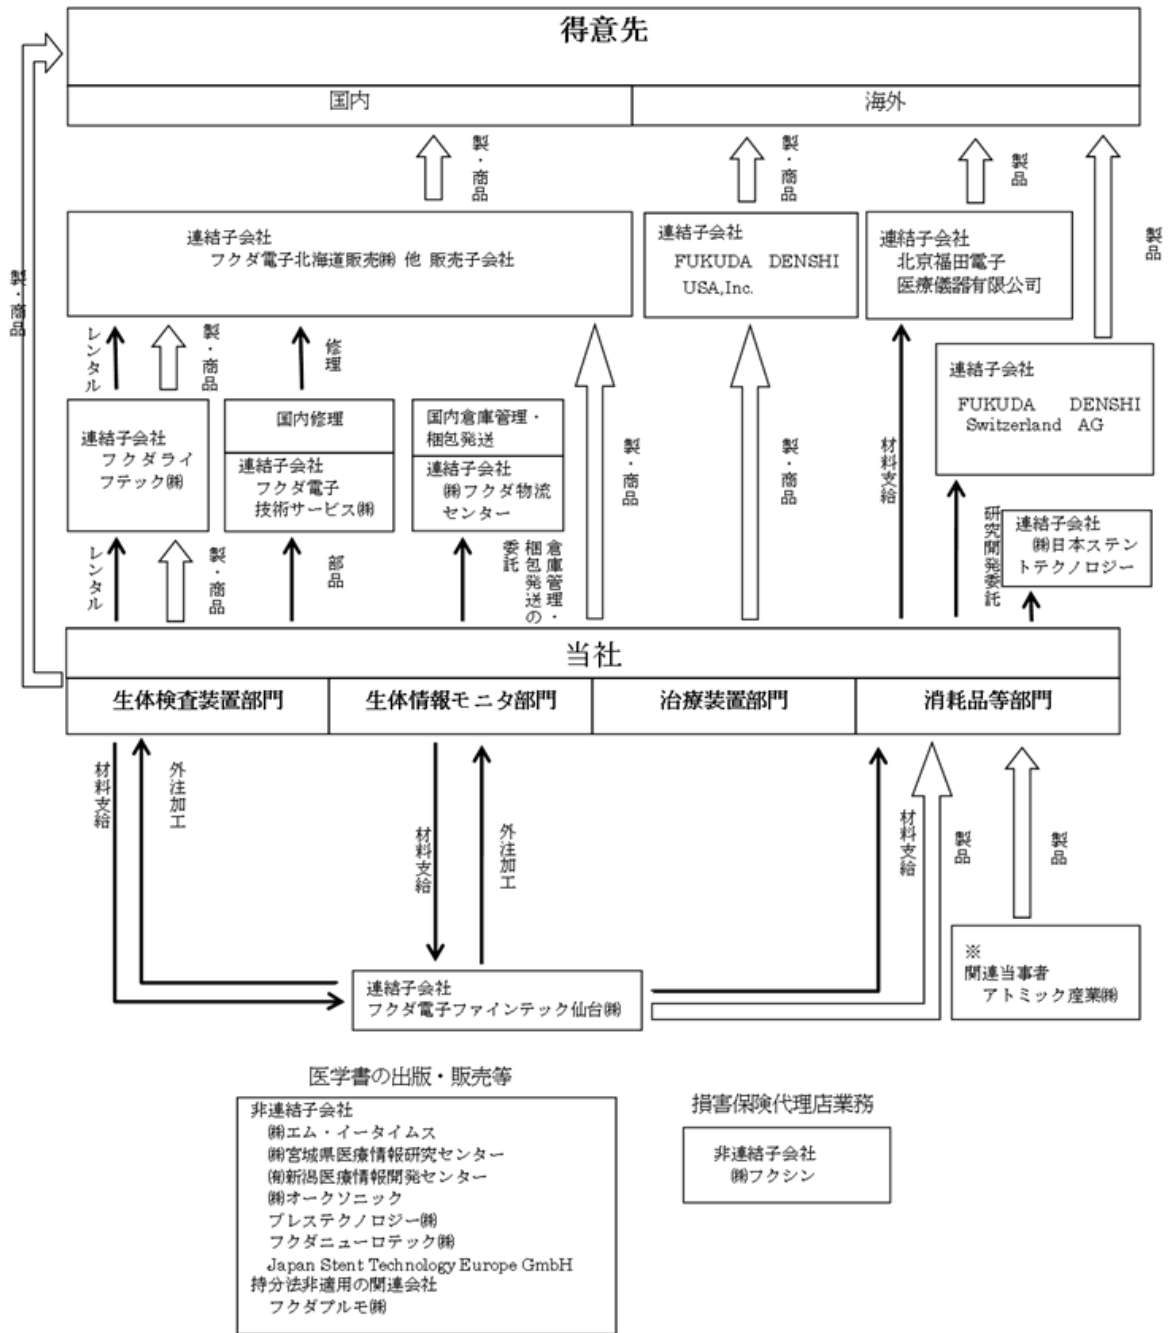 得意先
国内
海外
製・商品
製・商品
製・商品
製品
製品
連結子会社
フクダ電子北海道販売㈱ 他 販売子会社
連結子会社
FUKUDA DENSHI
USA,Inc.
連結子会社
北京福田電子
医療儀器有限公司
レンタル
製・商品
修理
製・商品
製・商品
材料支給
連結子会社
FUKUDA DENSHI
Switzerland AG
連結子会社
フクダライ
フテック㈱
国内修理
連結子会社
フクダ電子
技術サービス㈱
国内倉庫管理・
梱包発送
連結子会社
㈱フクダ物流
センター
連結子会社
㈱日本ステン
トテクノロジー
レンタル
製・商品
部品
倉庫管理・
梱包発送の
委託
研究開発委託
当社
生体検査装置部門
生体情報モニタ部門
治療装置部門
消耗品等部門
材料支給
外注加工
材料支給
外注加工
材料支給
製品
製品
連結子会社
フクダ電子ファインテック仙台㈱
※
関連当事者
アトミック産業㈱
医学書の出版・販売等
非連結子会社
㈱エム・イータイムス
㈱宮城県医療情報研究センター
㈲新潟医療情報開発センター
㈱オークソニック
ブレステクノロジー㈱
フクダニューロテック㈱
Japan Stent Technology Europe GmbH
持分法非適用の関連会社
フクダプルモ㈱
損害保険代理店業務
非連結子会社
㈱フクシン